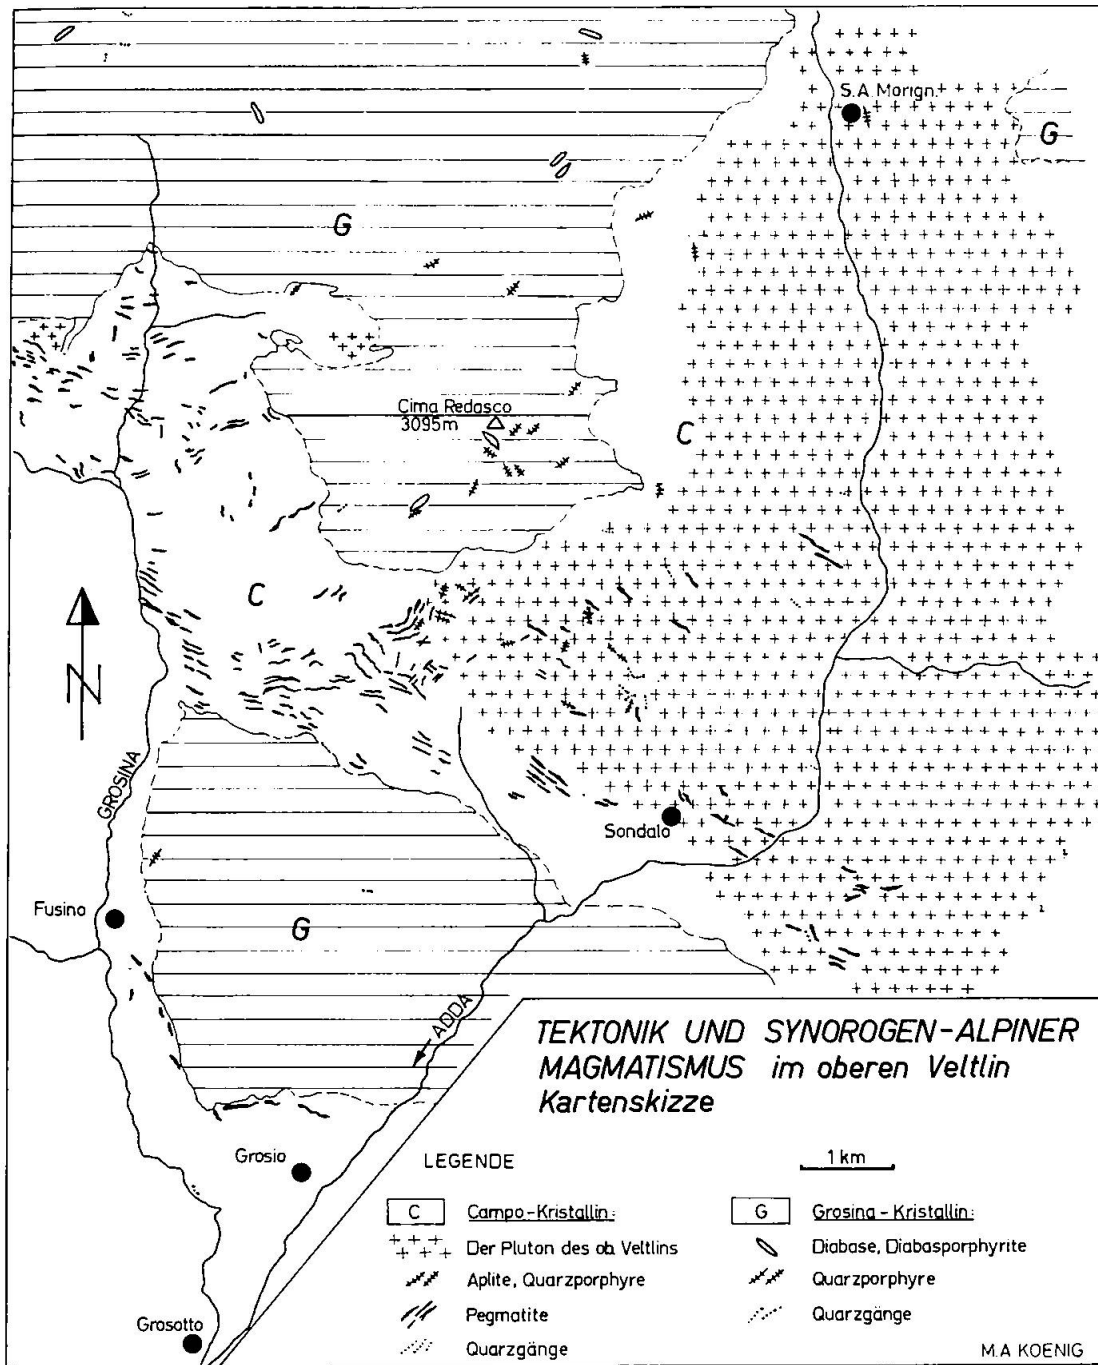 S.A. Morign.
G
G
Cima Redasco
3095m
C
C
N
GROSINA
Sondalo
Fusino
G
ADDA
TEKTONIK UND SYNOROGEN-ALPINER
MAGMATISMUS im oberen Veltlin
Kartenskizze
Grosio
LEGENDE
1 km
C Campo-Kristallin:
G Grosina-Kristallin:
Der Pluton des ob. Veltlins
Diabase, Diabasporphyrite
Aplite, Quarzporphyre
Quarzporphyre
Pegmatite
Quarzgänge
Grosotto
Quarzgänge
M.A KOENIG